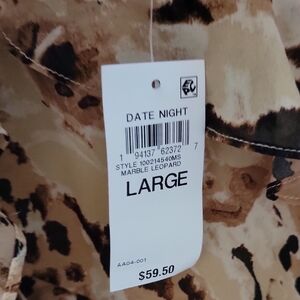 DATE NIGHT
1 94137 62372 7
STYLE 100214540MS
MARBLE LEOPARD
LARGE
AA04-001
$59.50